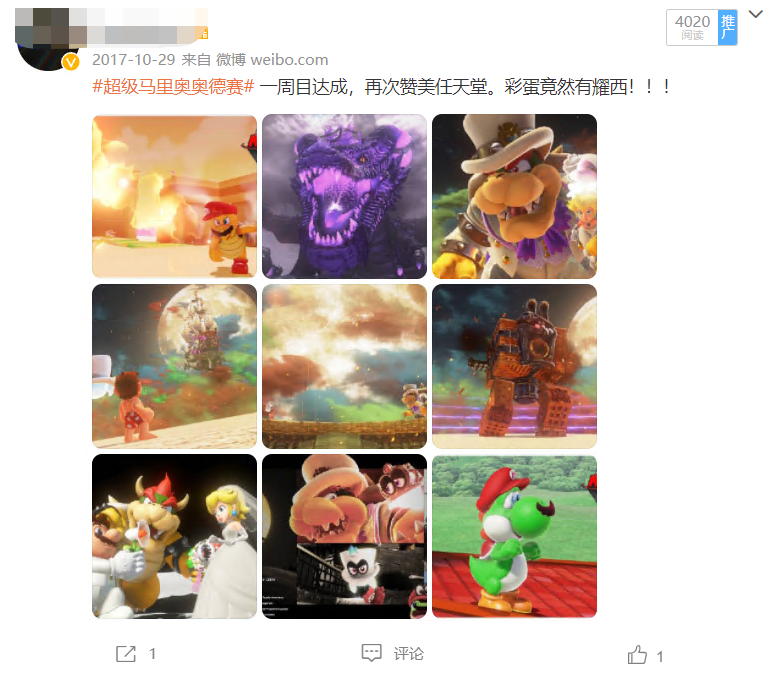 4020
阅读
推广
2017-10-29 来自 微博 weibo.com
#超级马里奥奥德赛# 一周目达成，再次赞美任天堂。彩蛋竟然有耀西！！！
1
评论
1